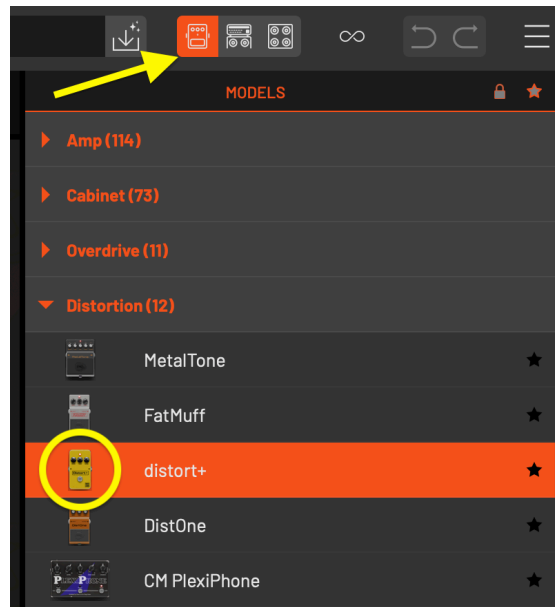 MODELS
Amp (114)
Cabinet (73)
Overdrive (11)
Distortion (12)
MetalTone
FatMuff
distort+
DistOne
CM PlexiPhone